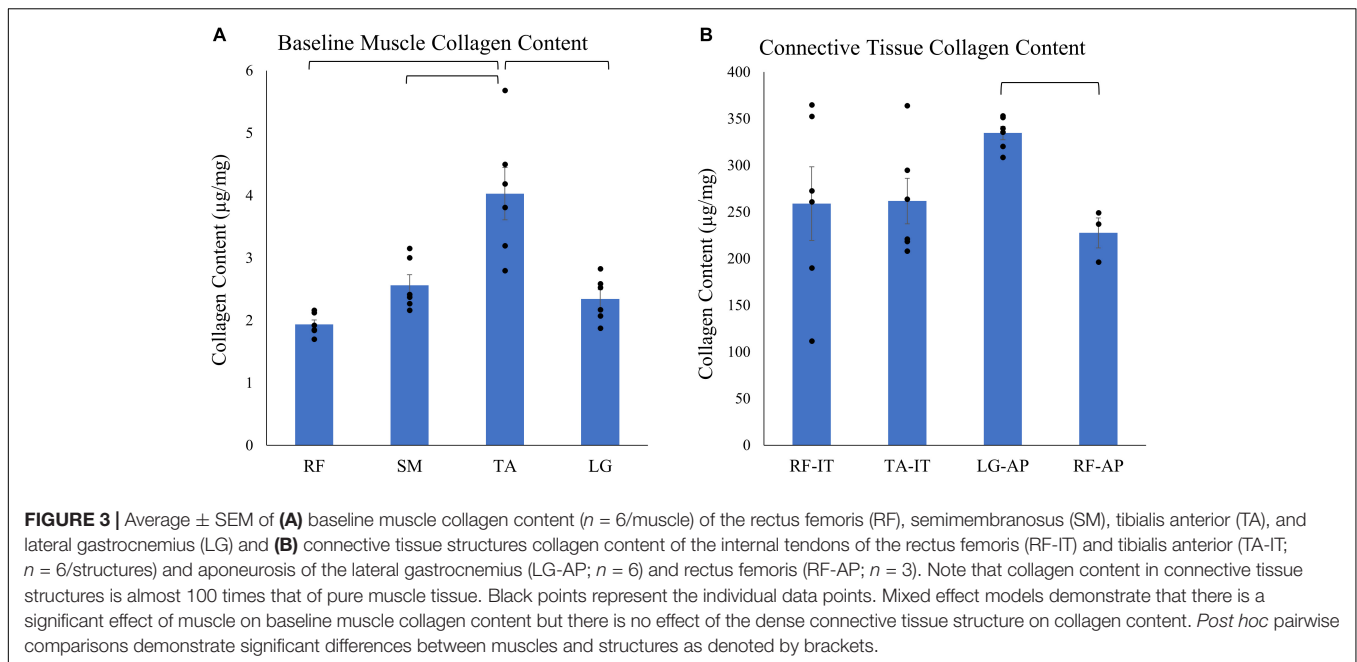 A
Baseline Muscle Collagen Content
6
5
4
3
2
1
0
Collagen Content (µg/mg)
RF SM TA LG
B
Connective Tissue Collagen Content
400
350
300
250
200
150
100
50
0
Collagen Content (µg/mg)
RF-IT TA-IT LG-AP RF-AP
FIGURE 3 | Average ± SEM of (A) baseline muscle collagen content (n = 6/muscle) of the rectus femoris (RF), semimembranosus (SM), tibialis anterior (TA), and
lateral gastrocnemius (LG) and (B) connective tissue structures collagen content of the internal tendons of the rectus femoris (RF-IT) and tibialis anterior (TA-IT;
n = 6/structures) and aponeurosis of the lateral gastrocnemius (LG-AP; n = 6) and rectus femoris (RF-AP; n = 3). Note that collagen content in connective tissue
structures is almost 100 times that of pure muscle tissue. Black points represent the individual data points. Mixed effect models demonstrate that there is a
significant effect of muscle on baseline muscle collagen content but there is no effect of the dense connective tissue structure on collagen content. Post hoc pairwise
comparisons demonstrate significant differences between muscles and structures as denoted by brackets.